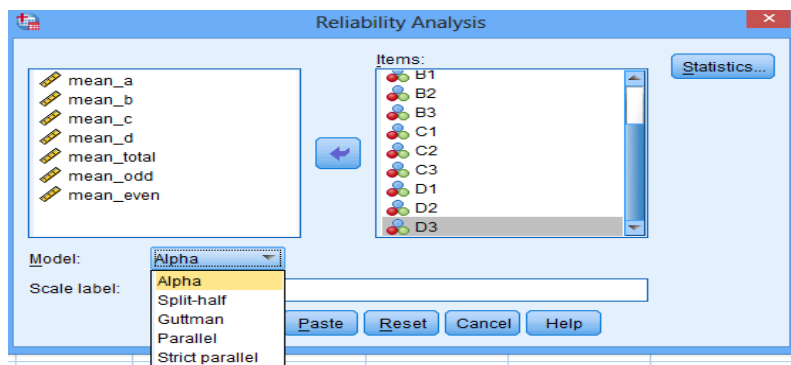 Reliability Analysis
Items:
Statistics...
mean_a
mean_b
mean_c
mean_d
mean_total
mean_odd
mean_even
B1
B2
B3
C1
C2
C3
D1
D2
D3
Model:
Alpha
Scale label:
Alpha
Split-half
Guttman
Parallel
Strict parallel
Paste Reset Cancel Help